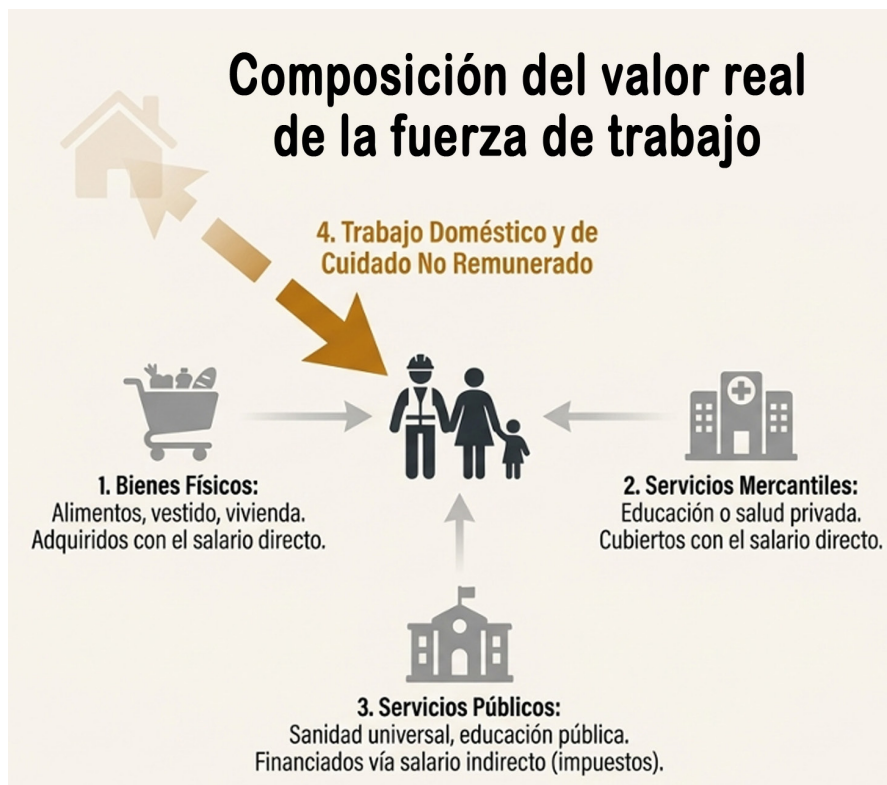 Composición del valor real
de la fuerza de trabajo
4. Trabajo Doméstico y de
Cuidado No Remunerado
1. Bienes Físicos:
Alimentos, vestido, vivienda.
Adquiridos con el salario directo.
2. Servicios Mercantiles:
Educación o salud privada.
Cubiertos con el salario directo.
3. Servicios Públicos:
Sanidad universal, educación pública.
Financiados vía salario indirecto (impuestos).